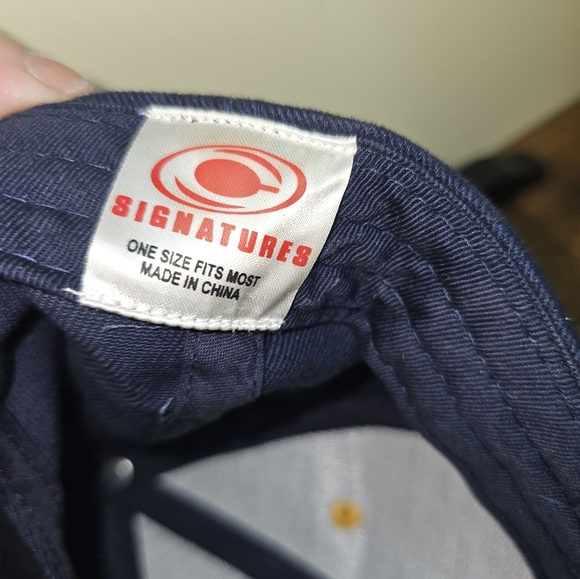 SIGNATURES
ONE SIZE FITS MOST
MADE IN CHINA